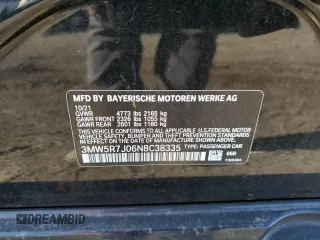 MFD BY BAYERISCHE MOTOREN WERKE AG
10/21
GVWR 4773 lbs 2165 kg
GAWR FRONT 2326 lbs 1055 kg
GAWR REAR 2601 lbs 1180 kg
THIS VEHICLE CONFORMS TO ALL APPLICABLE U.S. FEDERAL MOTOR
VEHICLE SAFETY, BUMPER AND THEFT PREVENTION STANDARDS
IN EFFECT ON THE DATE OF MANUFACTURE SHOWN ABOVE.
3MW5R7J06N8C38335 TYPE: PASSENGER CAR
668
DREAMBID